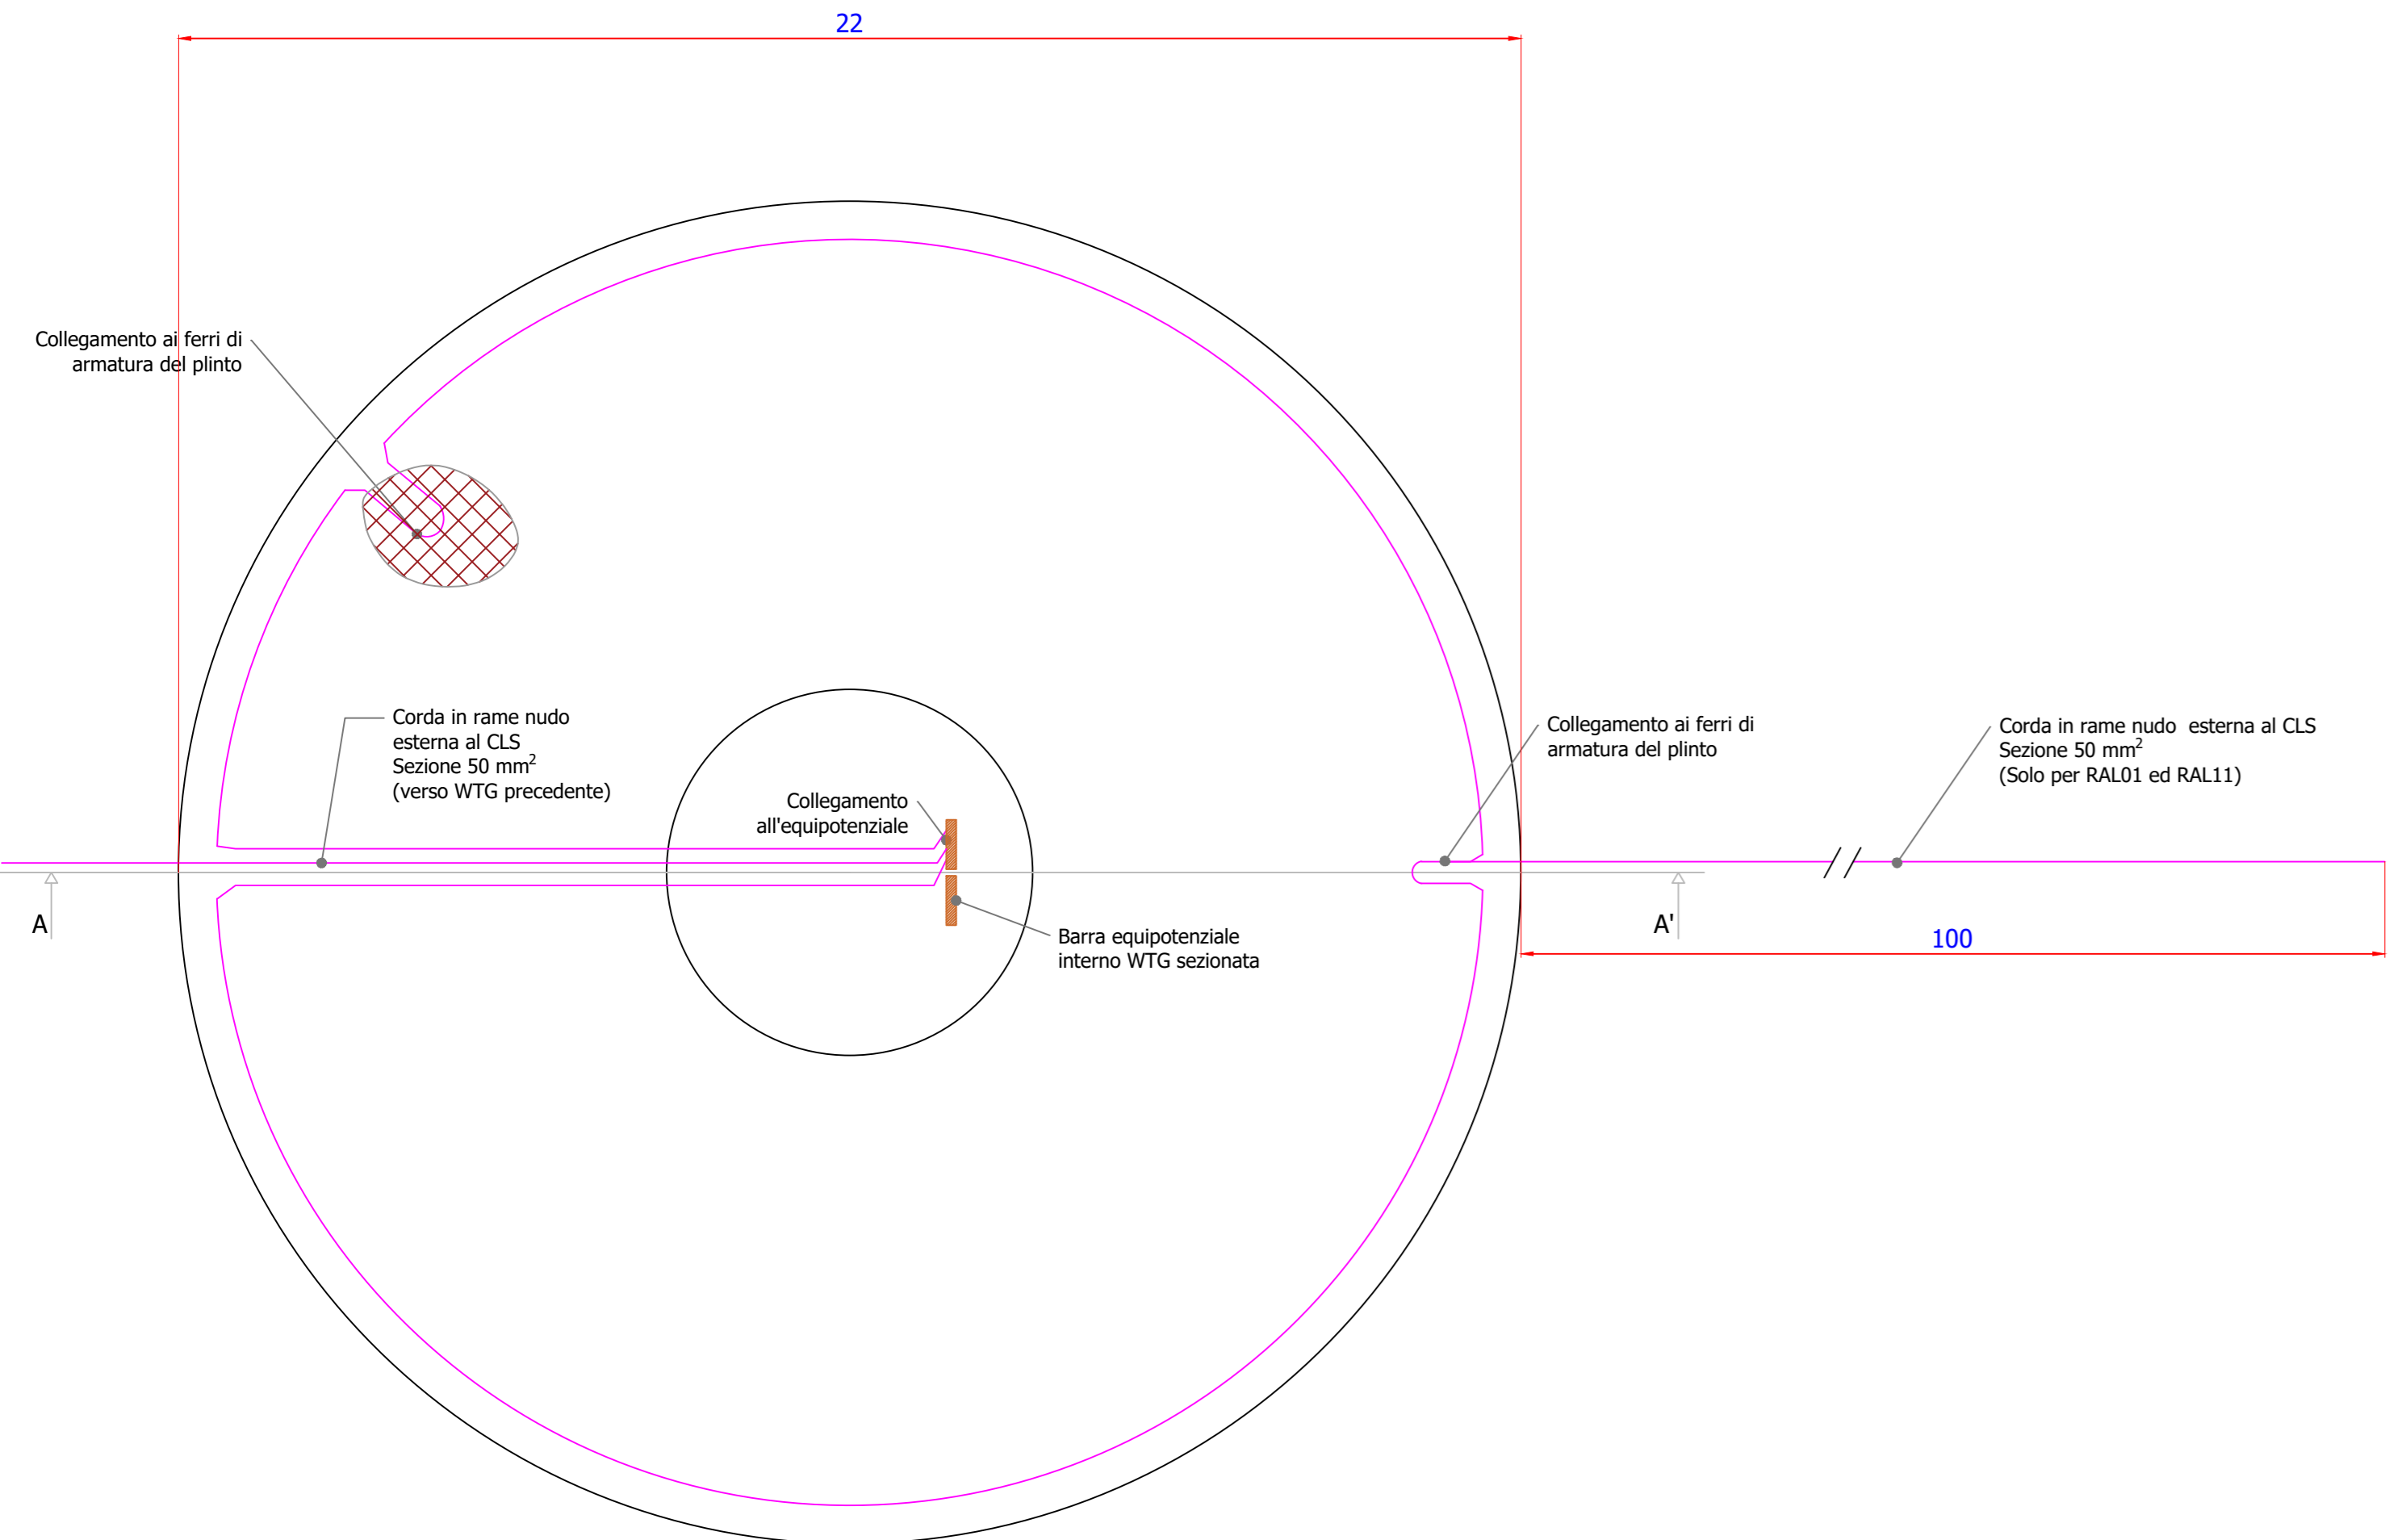 22
Collegamento ai ferri di
armatura del plinto
Corda in rame nudo
esterna al CLS
Sezione 50 mm²
(verso WTG precedente)
Collegamento
all'equipotenziale
Collegamento ai ferri di
armatura del plinto
Corda in rame nudo  esterna al CLS
Sezione 50 mm²
(Solo per RAL01 ed RAL11)
A
A'
Barra equipotenziale
interno WTG sezionata
100